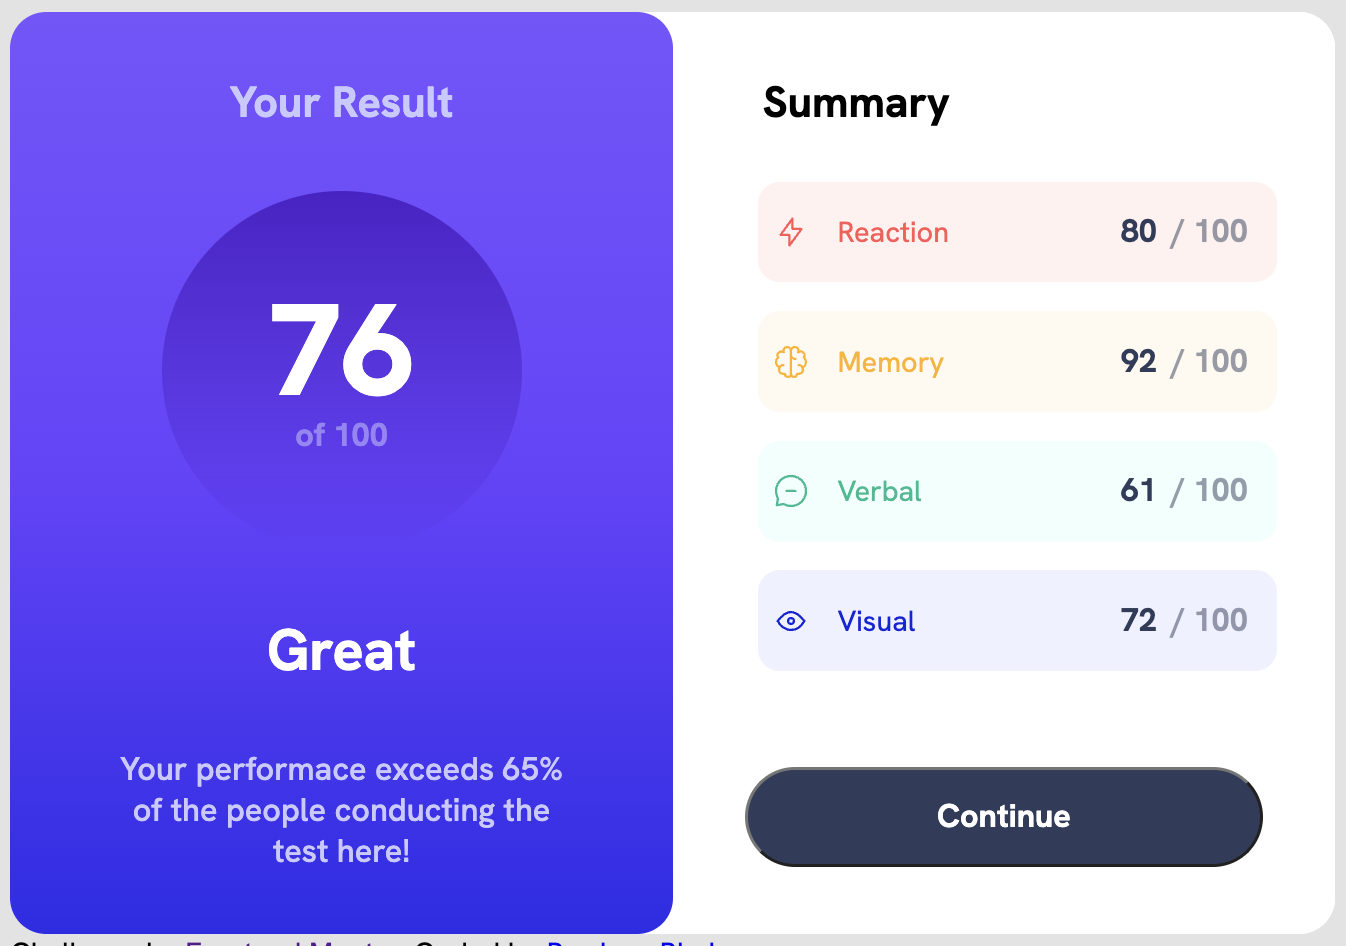 Your Result
76
of 100
Great
Your performace exceeds 65%
of the people conducting the
test here!
Summary
Reaction 80 / 100
Memory 92 / 100
Verbal 61 / 100
Visual 72 / 100
Continue